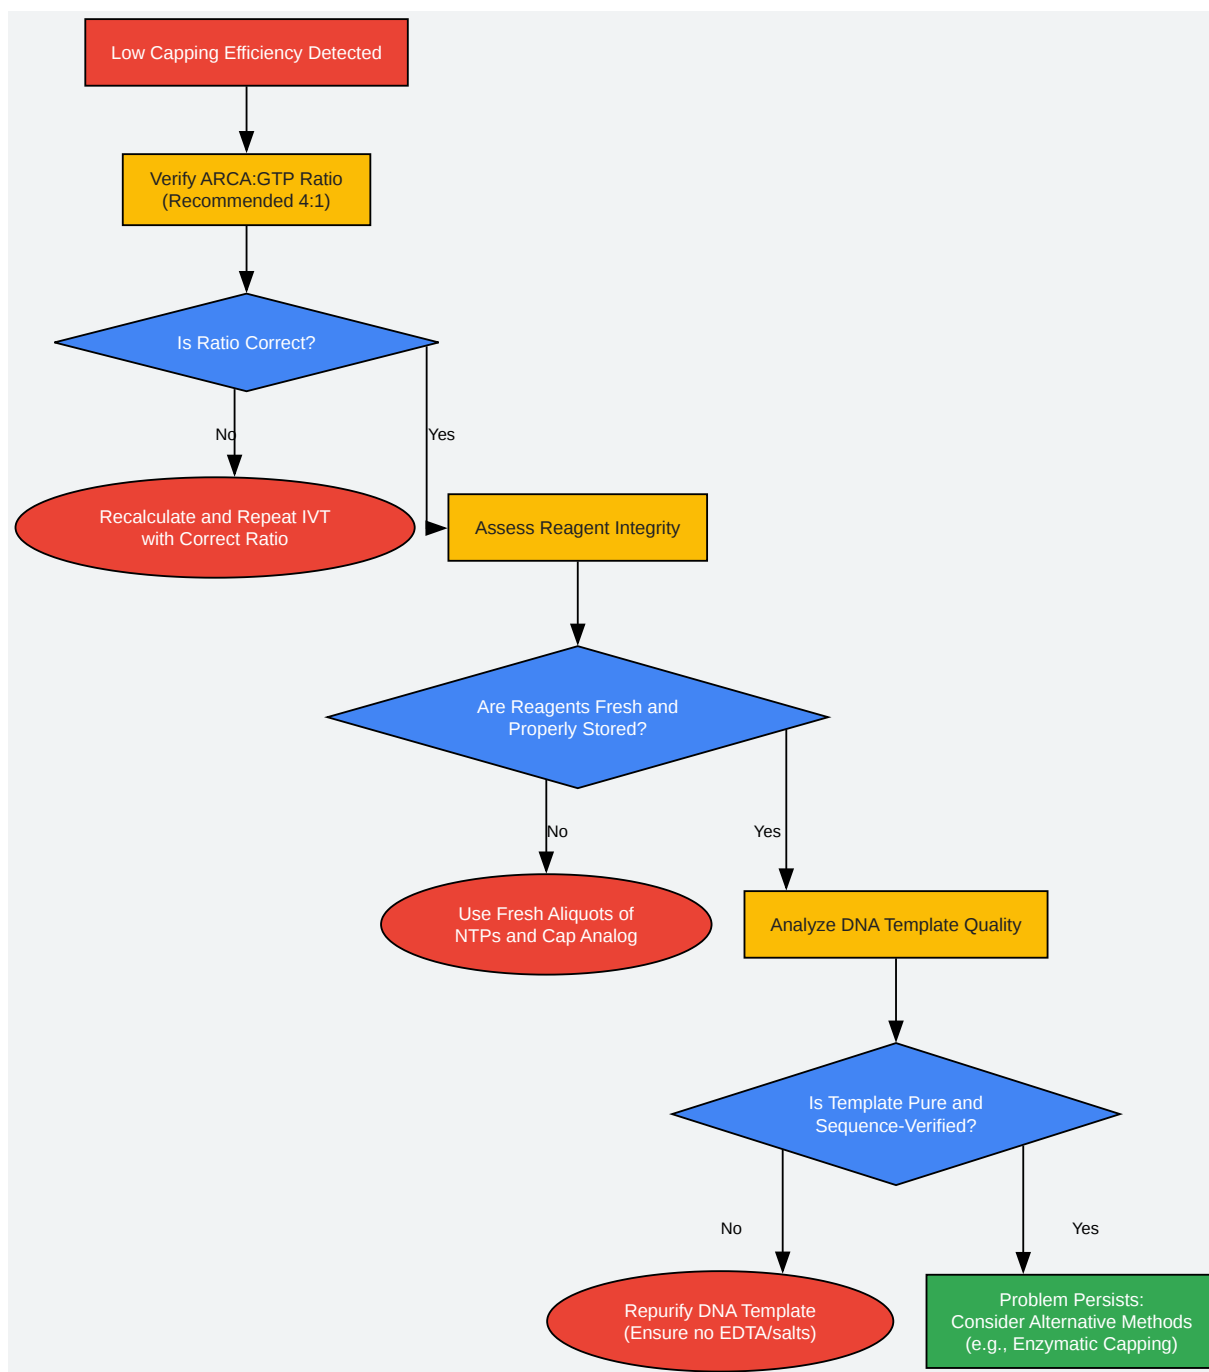 Low Capping Efficiency Detected
Verify ARCA:GTP Ratio
(Recommended 4:1)
Is Ratio Correct?
No
Yes
Recalculate and Repeat IVT
with Correct Ratio
Assess Reagent Integrity
Are Reagents Fresh and
Properly Stored?
No
Yes
Use Fresh Aliquots of
NTPs and Cap Analog
Analyze DNA Template Quality
Is Template Pure and
Sequence-Verified?
No
Yes
Repurify DNA Template
(Ensure no EDTA/salts)
Problem Persists:
Consider Alternative Methods
(e.g., Enzymatic Capping)